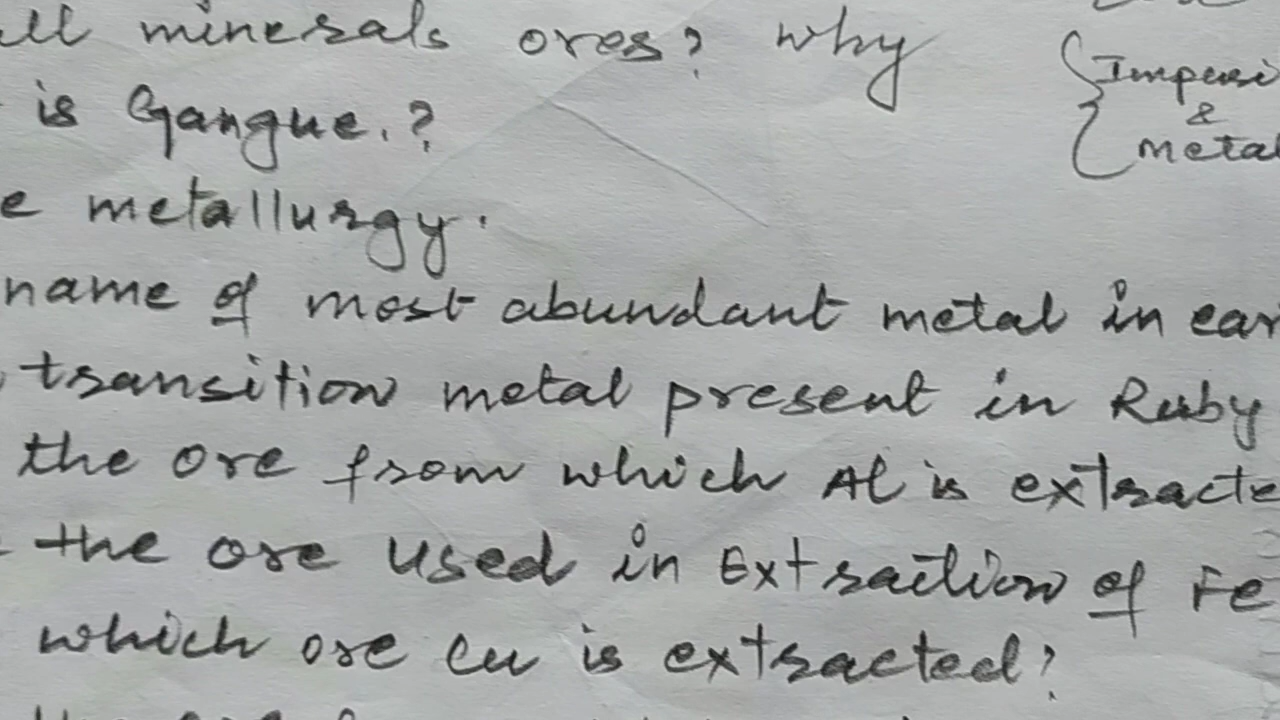 all minerals ores? why
is Gangue.?
e metallurgy.
name of most abundant metal in ear
transition metal present in Ruby
the ore from which Al is extracte
the ore used in Extraction of Fe
which ore Cu is extracted?
Impuri
&
metal